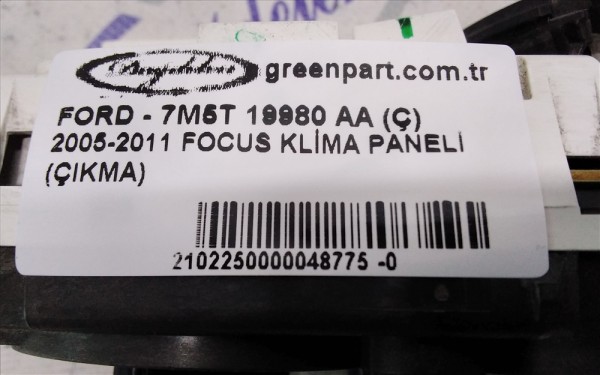 greenpart.com.tr
FORD - 7M5T 19980 AA (Ç)
2005-2011 FOCUS KLİMA PANELİ
(ÇIKMA)
2102250000048775 -0